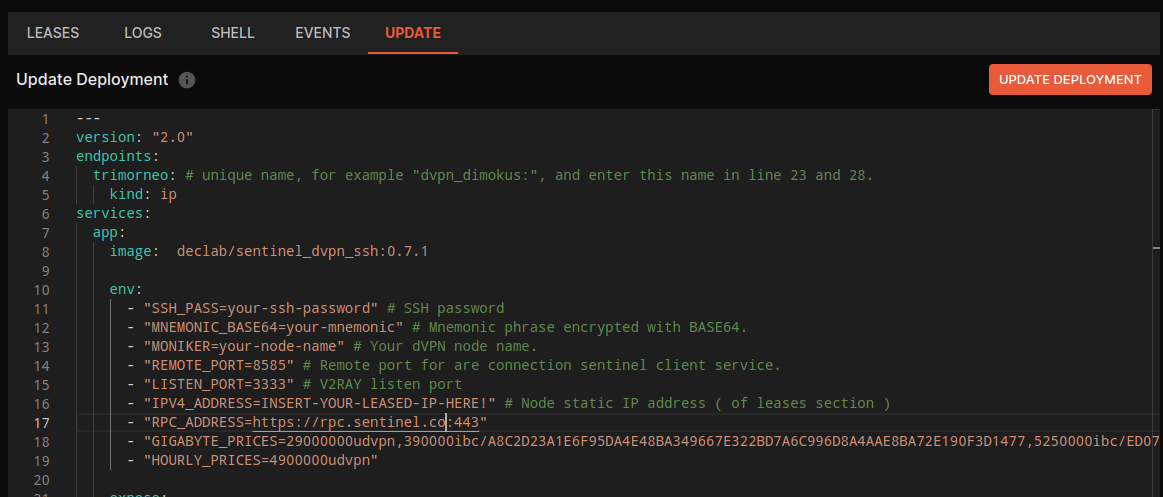 LEASES LOGS SHELL EVENTS UPDATE
Update Deployment i UPDATE DEPLOYMENT
1 ---
2 version: "2.0"
3 endpoints:
4 trimorneo: # unique name, for example "dvpn_dimokus:", and enter this name in line 23 and 28.
5 kind: ip
6 services:
7 app:
8 image:  declab/sentinel_dvpn_ssh:0.7.1
9
10 env:
11 - "SSH_PASS=your-ssh-password" # SSH password
12 - "MNEMONIC_BASE64=your-mnemonic" # Mnemonic phrase encrypted with BASE64.
13 - "MONIKER=your-node-name" # Your dVPN node name.
14 - "REMOTE_PORT=8585" # Remote port for are connection sentinel client service.
15 - "LISTEN_PORT=3333" # V2RAY listen port
16 - "IPV4_ADDRESS=INSERT-YOUR-LEASED-IP-HERE!" # Node static IP address ( of leases section )
17 - "RPC_ADDRESS=https://rpc.sentinel.co:443"
18 - "GIGABYTE_PRICES=29000000udvpn,390000ibc/A8C2D23A1E6F95DA4E48BA349667E322BD7A6C996D8A4AAE8BA72E190F3D1477,5250000ibc/ED07
19 - "HOURLY_PRICES=4900000udvpn"
20
21 expose: